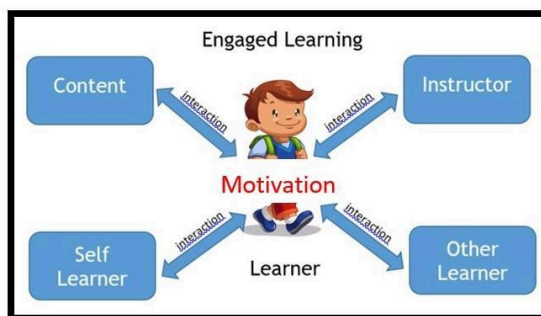 Engaged Learning
Content
Instructor
interaction
interaction
Motivation
interaction
interaction
Self
Learner
Learner
Other
Learner